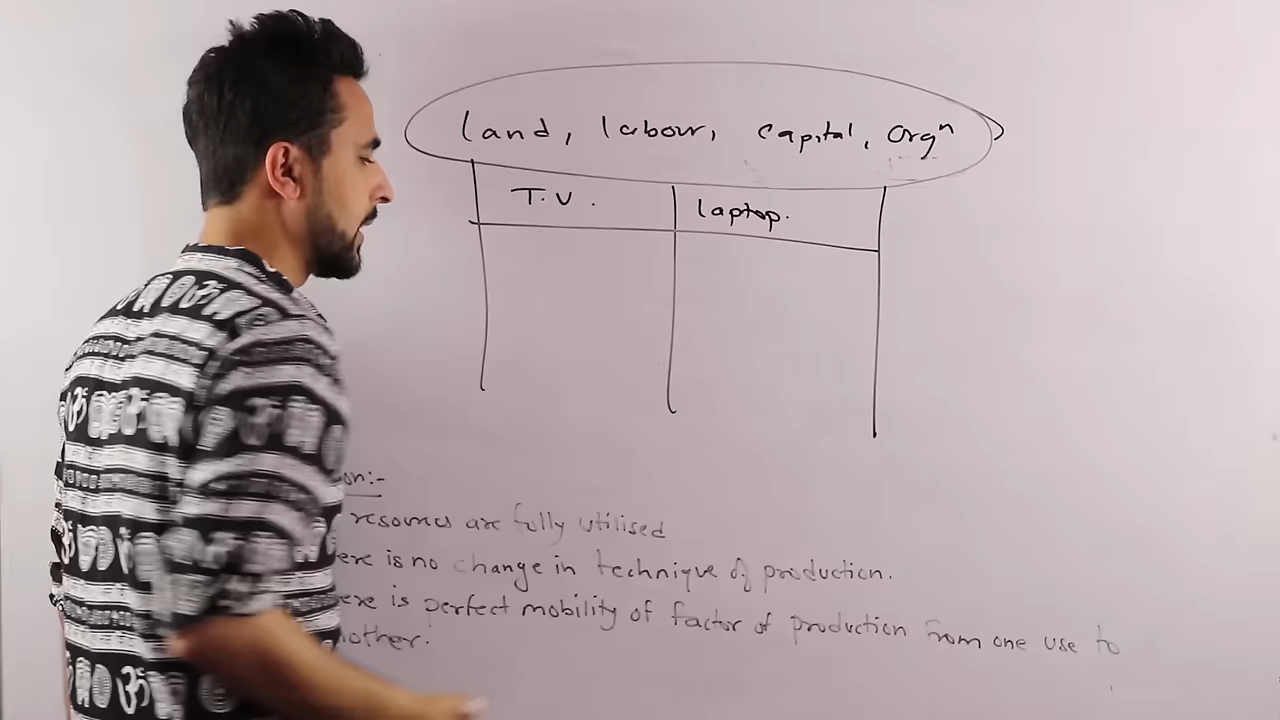 land, labour, capital, orgⁿ
T.V. laptop.
on:-
resources are fully utilised
ere is no change in technique of production.
ere is perfect mobility of factor of production from one use to
nother.